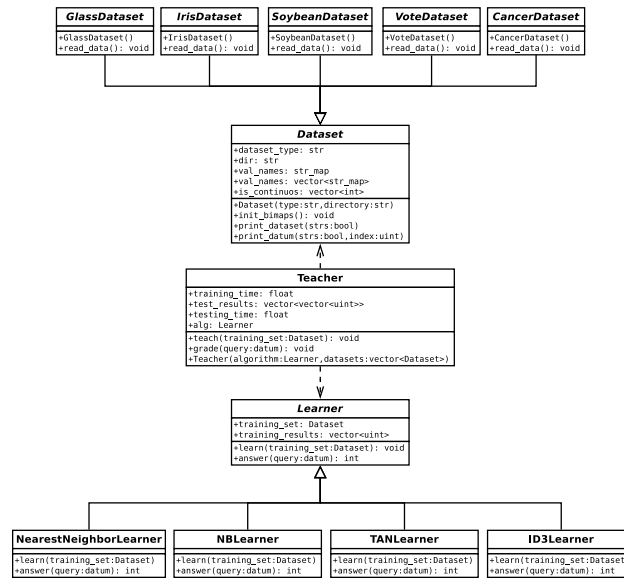 GlassDataset
+GlassDataset()
+read_data(): void
IrisDataset
+IrisDataset()
+read_data(): void
SoybeanDataset
+SoybeanDataset()
+read_data(): void
VoteDataset
+VoteDataset()
+read_data(): void
CancerDataset
+CancerDataset()
+read_data(): void
Dataset
+dataset_type: str
+dir: str
+val_names: str_map
+val_names: vector<str_map>
+is_continuos: vector<int>
+Dataset(type:str,directory:str)
+init_bimaps(): void
+print_dataset(strs:bool)
+print_datum(strs:bool,index:uint)
Teacher
+training_time: float
+test_results: vector<vector<uint>>
+testing_time: float
+alg: Learner
+teach(training_set:Dataset): void
+grade(query:datum): void
+Teacher(algorithm:Learner,datasets:vector<Dataset>)
Learner
+training_set: Dataset
+training_results: vector<uint>
+learn(training_set:Dataset): void
+answer(query:datum): int
NearestNeighborLearner
+learn(training_set:Dataset)
+answer(query:datum): int
NBLearner
+learn(training_set:Dataset)
+answer(query:datum): int
TANLearner
+learn(training_set:Dataset)
+answer(query:datum): int
ID3Learner
+learn(training_set:Dataset)
+answer(query:datum): int